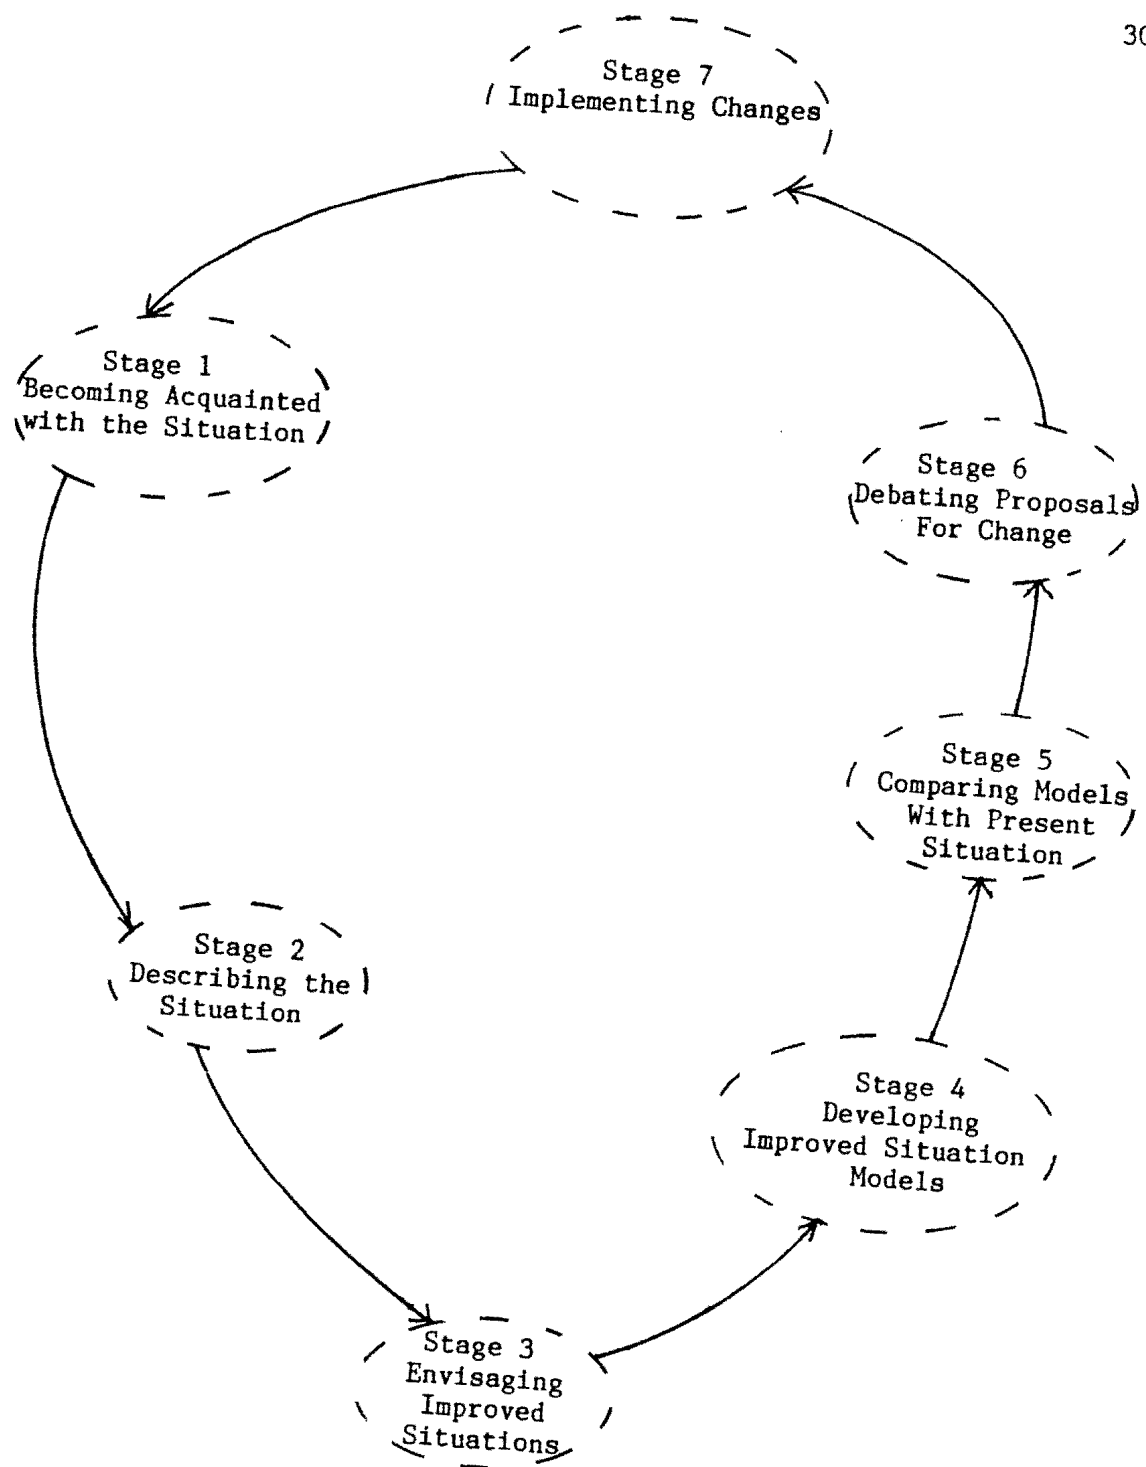 30
Stage 7
Implementing Changes
Stage 1
Becoming Acquainted
with the Situation
Stage 6
Debating Proposals
For Change
Stage 5
Comparing Models
With Present
Situation
Stage 2
Describing the
Situation
Stage 4
Developing
Improved Situation
Models
Stage 3
Envisaging
Improved
Situations